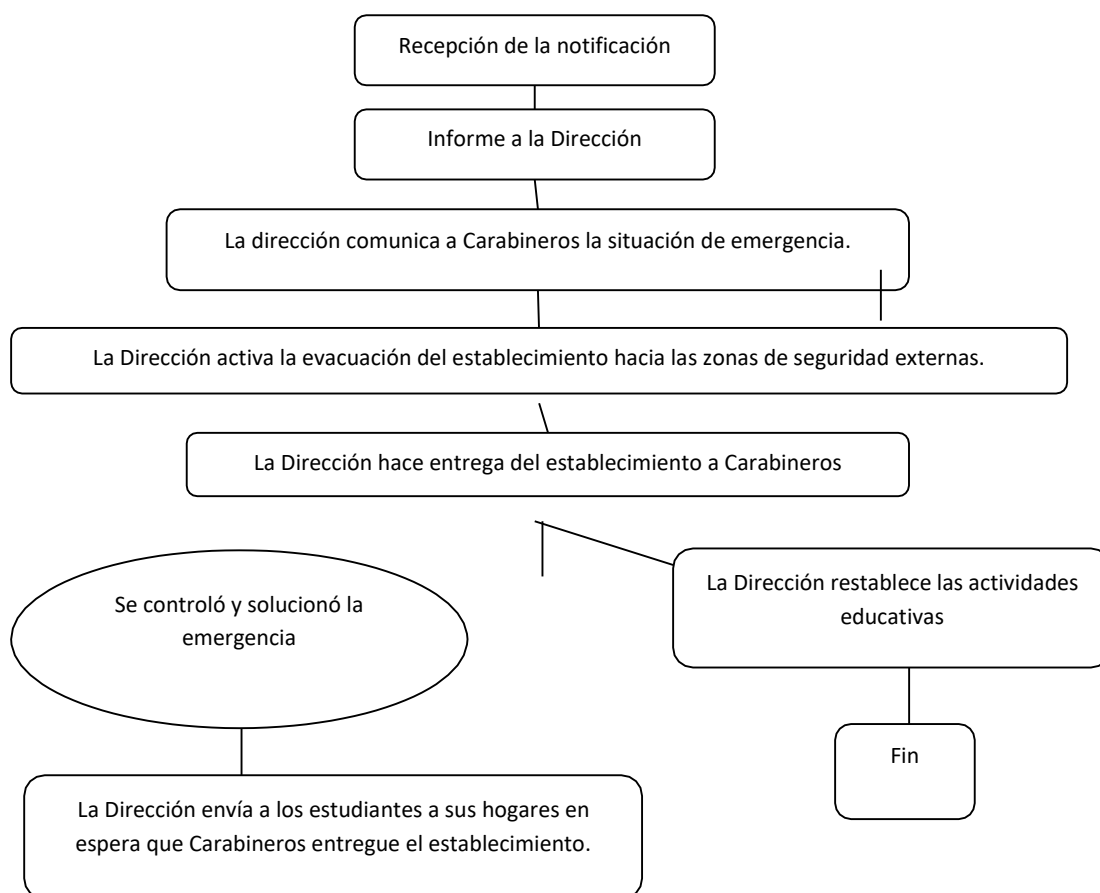 Recepción de la notificación
Informe a la Dirección
La dirección comunica a Carabineros la situación de emergencia.
La Dirección activa la evacuación del establecimiento hacia las zonas de seguridad externas.
La Dirección hace entrega del establecimiento a Carabineros
Se controló y solucionó la
emergencia
La Dirección restablece las actividades
educativas
Fin
La Dirección envía a los estudiantes a sus hogares en
espera que Carabineros entregue el establecimiento.